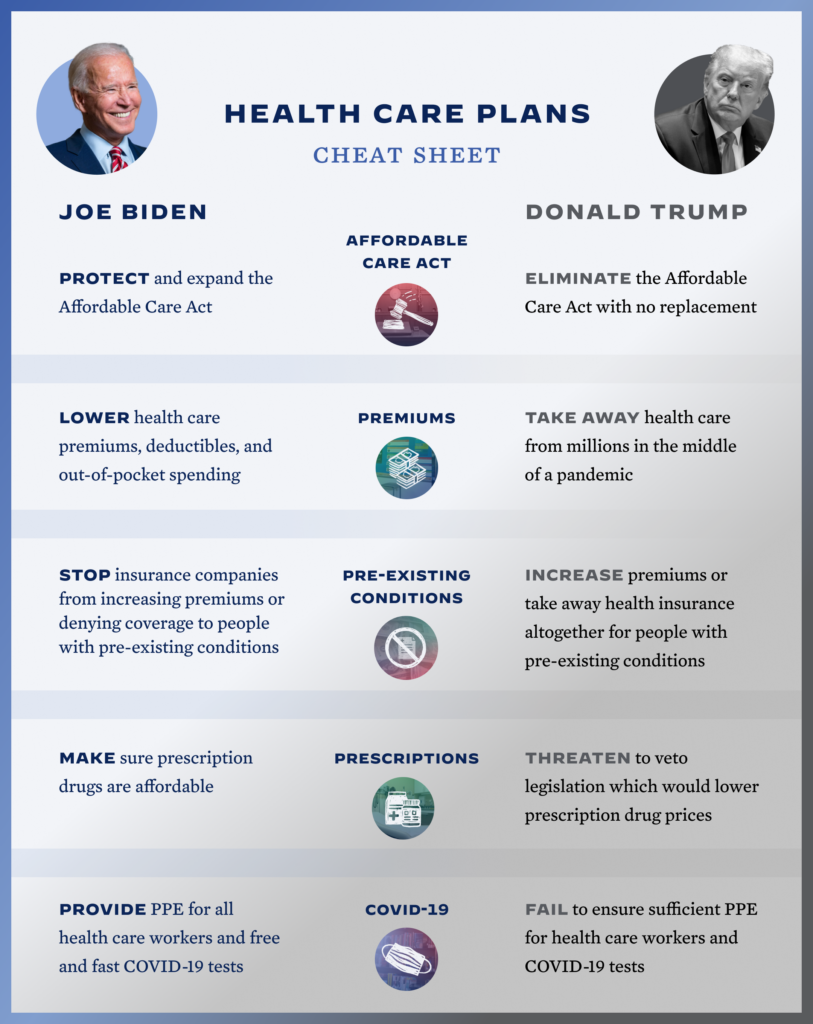 HEALTH CARE PLANS
CHEAT SHEET
JOE BIDEN
DONALD TRUMP
AFFORDABLE
CARE ACT
PROTECT and expand the
Affordable Care Act
ELIMINATE the Affordable
Care Act with no replacement
LOWER health care
premiums, deductibles, and
out-of-pocket spending
PREMIUMS
TAKE AWAY health care
from millions in the middle
of a pandemic
STOP insurance companies
from increasing premiums or
denying coverage to people
with pre-existing conditions
PRE-EXISTING
CONDITIONS
INCREASE premiums or
take away health insurance
altogether for people with
pre-existing conditions
MAKE sure prescription
drugs are affordable
PRESCRIPTIONS
THREATEN to veto
legislation which would lower
prescription drug prices
PROVIDE PPE for all
health care workers and free
and fast COVID-19 tests
COVID-19
FAIL to ensure sufficient PPE
for health care workers and
COVID-19 tests